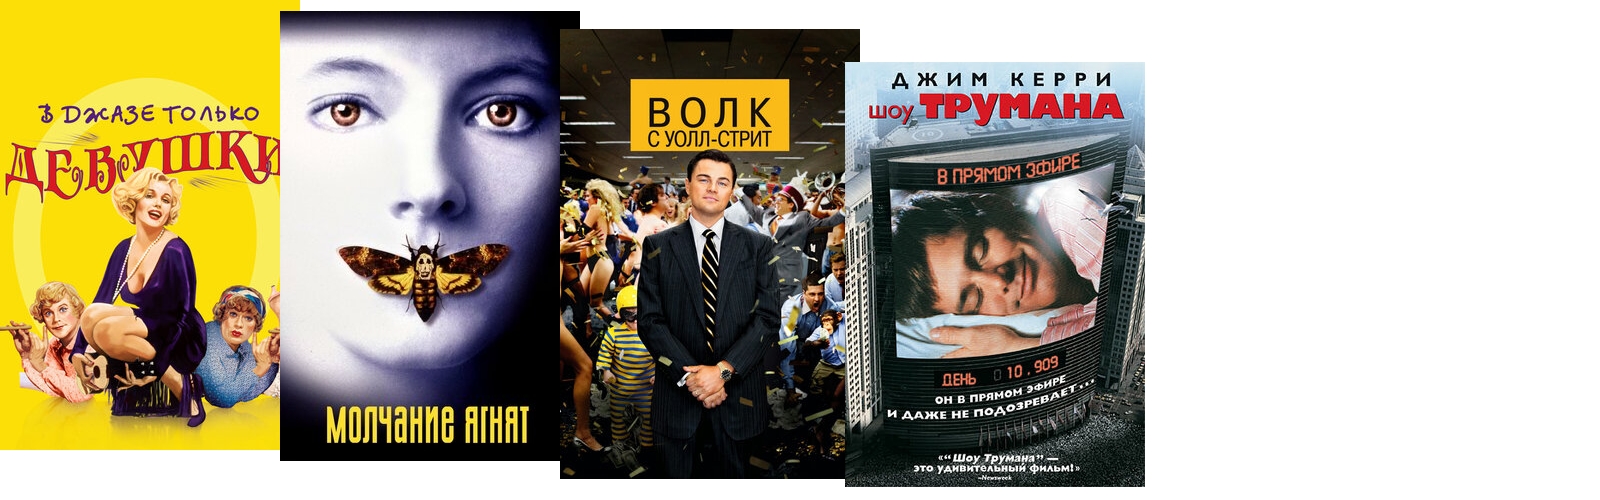 В ДЖАЗЕ ТОЛЬКО
ДЕВУШКИ
МОЛЧАНИЕ ЯГНЯТ
ВОЛК
С УОЛЛ-СТРИТ
ДЖИМ КЕРРИ
шоу ТРУМАНА
В ПРЯМОМ ЭФИРЕ
ДЕНЬ 10.909
ОН В ПРЯМОМ ЭФИРЕ
И ДАЖЕ НЕ ПОДОЗРЕВАЕТ...
«“Шоу Трумана” —
это удивительный фильм!»
–Newsweek